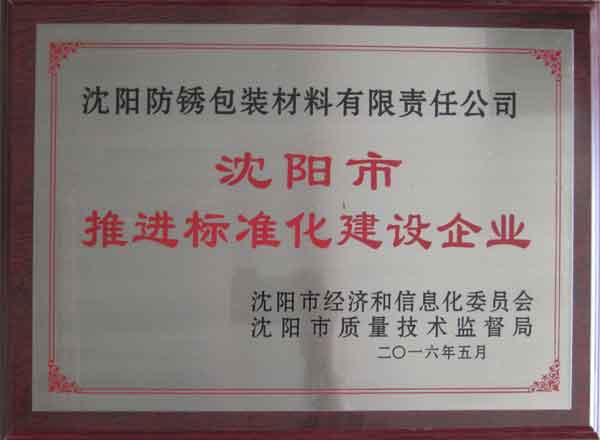 沈阳防锈包装材料有限责任公司
沈阳市
推进标准化建设企业
沈阳市经济和信息化委员会
沈阳市质量技术监督局
二〇一六年五月